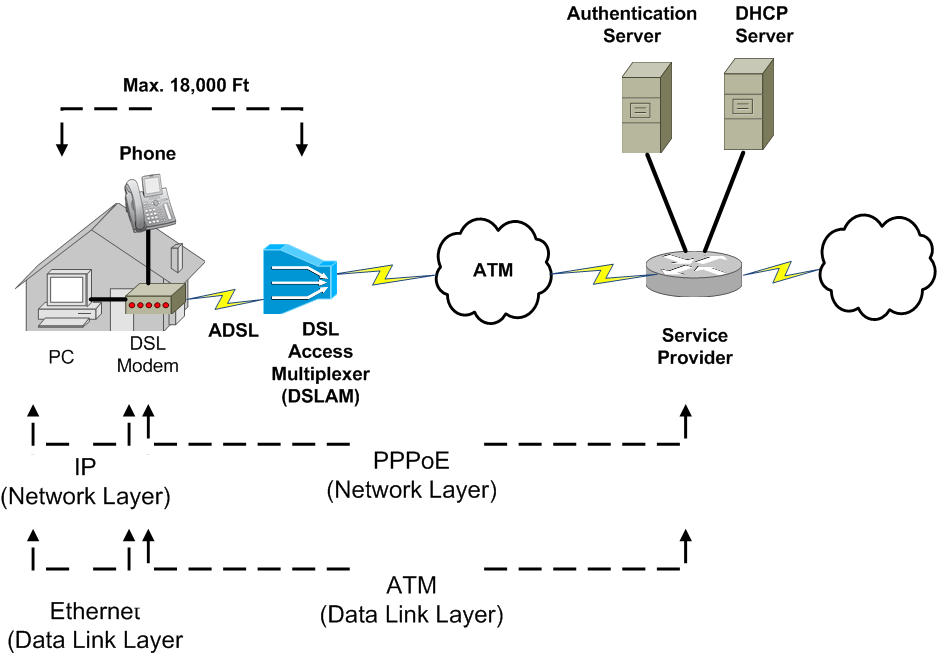 Authentication
Server
DHCP
Server
Max. 18,000 Ft
Phone
ATM
PC
DSL
Modem
ADSL
DSL
Access
Multiplexer
(DSLAM)
Service
Provider
IP
(Network Layer)
PPPoE
(Network Layer)
Ethernet
(Data Link Layer
ATM
(Data Link Layer)